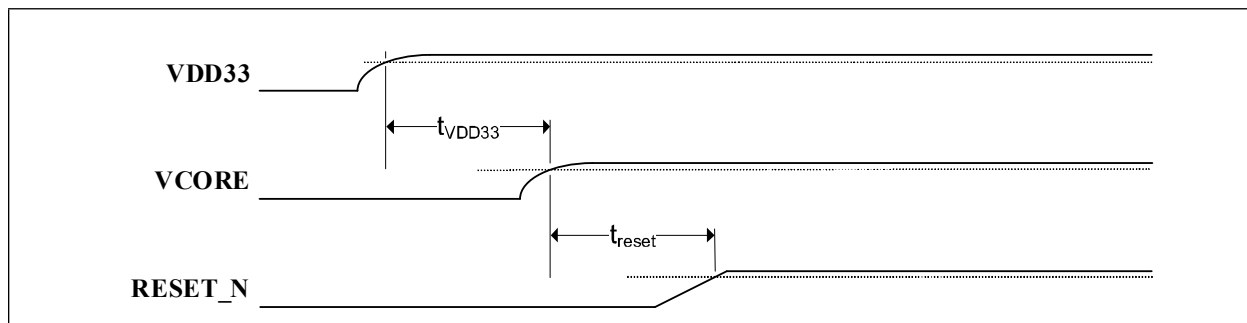 VDD33
tVDD33
VCORE
treset
RESET_N